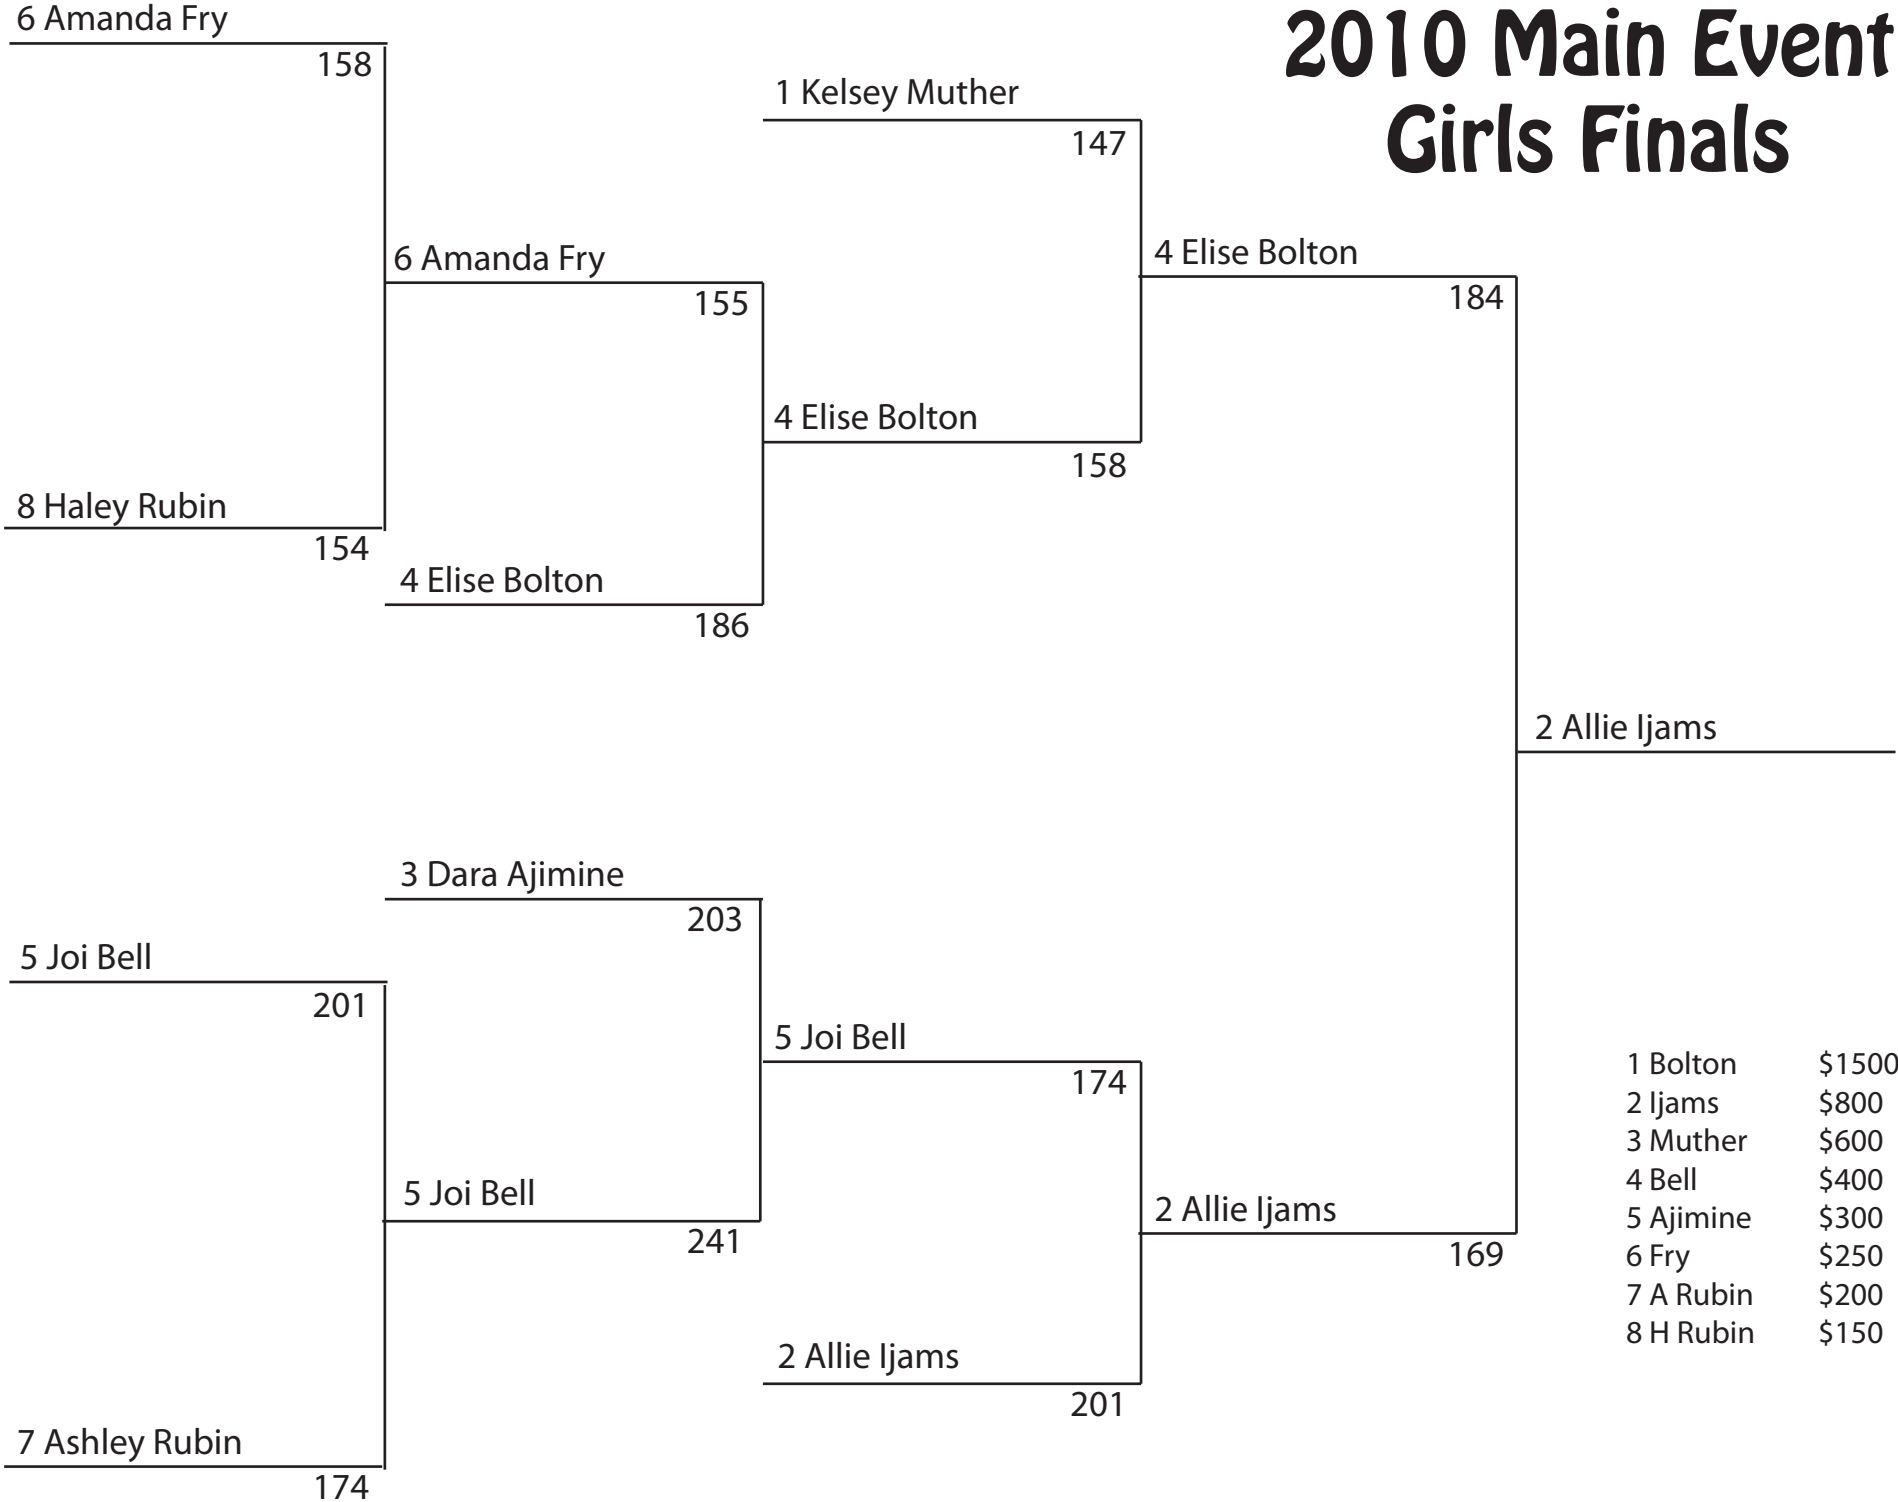 2010 Main Event
Girls Finals
6 Amanda Fry
158
8 Haley Rubin
154
6 Amanda Fry
155
4 Elise Bolton
186
1 Kelsey Muther
147
4 Elise Bolton
158
4 Elise Bolton
184
5 Joi Bell
201
7 Ashley Rubin
174
3 Dara Ajimine
203
5 Joi Bell
241
5 Joi Bell
174
2 Allie Ijams
201
2 Allie Ijams
169
2 Allie Ijams
1 Bolton $1500
2 Ijams $800
3 Muther $600
4 Bell $400
5 Ajimine $300
6 Fry $250
7 A Rubin $200
8 H Rubin $150